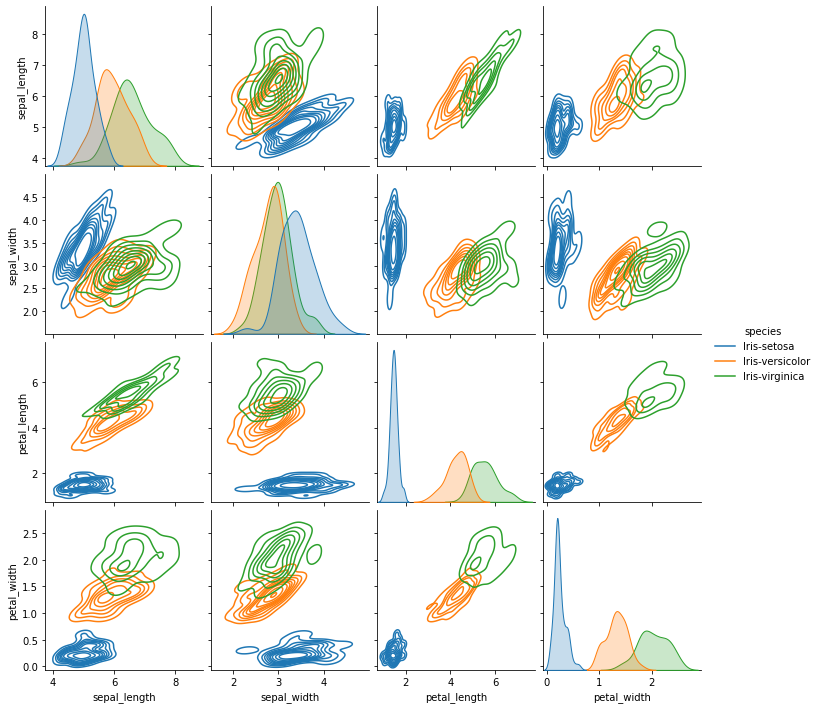 sepal_length
8
7
6
5
4
sepal_width
4.5
4.0
3.5
3.0
2.5
2.0
species
Iris-setosa
Iris-versicolor
Iris-virginica
petal_length
6
4
2
petal_width
2.5
2.0
1.5
1.0
0.5
0.0
4 6 8 2 3 4 2 4 6 0 1 2
sepal_length sepal_width petal_length petal_width